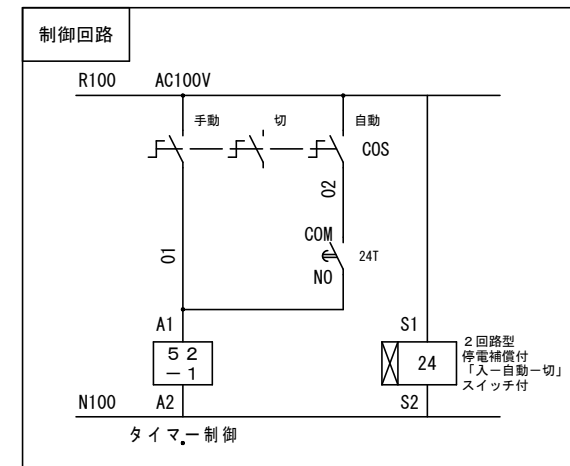 制御回路
R100 AC100V
手動 切 自動
COS
02
COM
01
24T
NO
A1 S1
52
－1
24
2回路型
停電補償付
「入－自動－切」
スイッチ付
N100 A2 S2
タイマー制御